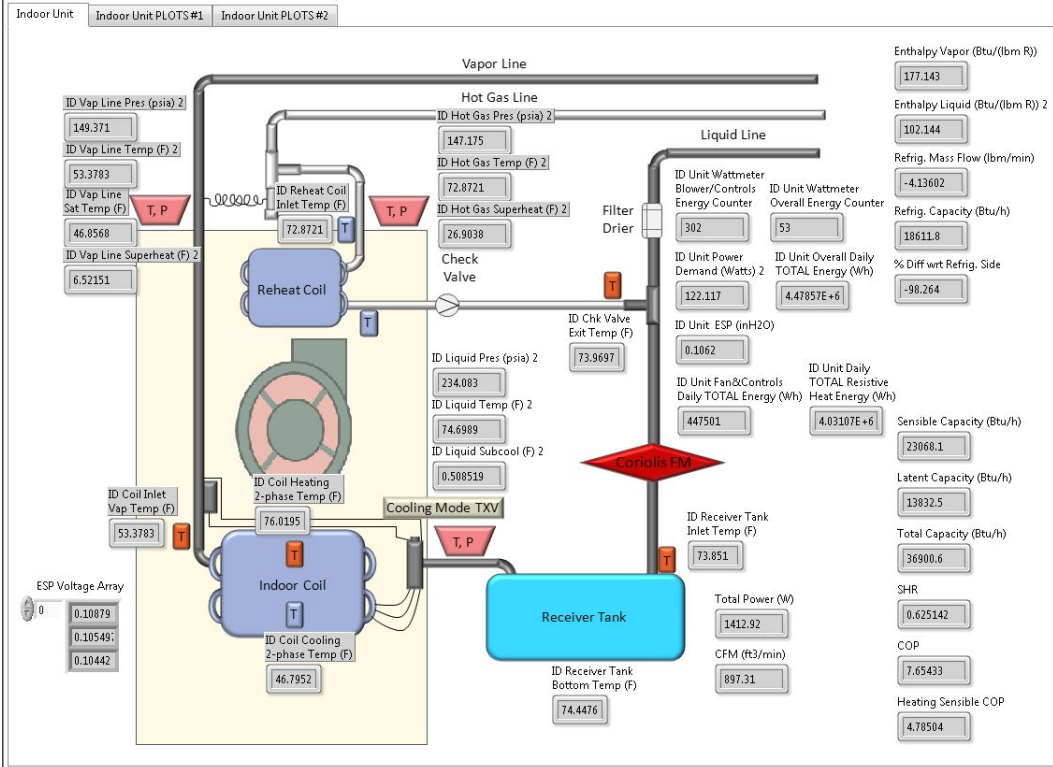 Indoor Unit
Indoor Unit PLOTS #1
Indoor Unit PLOTS #2
Vapor Line
Hot Gas Line
Liquid Line
ID Vap Line Pres (psia) 2
149.371
ID Vap Line Temp (F) 2
53.3783
ID Vap Line
Sat Temp (F)
46.8568
ID Vap Line Superheat (F) 2
6.52151
T, P
ID Reheat Coil
Inlet Temp (F)
72.8721
T
T, P
ID Hot Gas Pres (psia) 2
147.175
ID Hot Gas Temp (F) 2
72.8721
ID Hot Gas Superheat (F) 2
26.9038
Reheat Coil
T
Check
Valve
Filter
Drier
T
ID Chk Valve
Exit Temp (F)
73.9697
ID Unit Wattmeter
Blower/Controls
Energy Counter
302
ID Unit Wattmeter
Overall Energy Counter
53
ID Unit Power
Demand (Watts) 2
122.117
ID Unit Overall Daily
TOTAL Energy (Wh)
4.47857E+6
ID Unit ESP (inH2O)
0.1062
ID Unit Fan&Controls
Daily TOTAL Energy (Wh)
447501
ID Unit Daily
TOTAL Resistive
Heat Energy (Wh)
4.03107E+6
Enthalpy Vapor (Btu/(lbm R))
177.143
Enthalpy Liquid (Btu/(lbm R)) 2
102.144
Refrig. Mass Flow (lbm/min)
-4.13602
Refrig. Capacity (Btu/h)
18611.8
% Diff wrt Refrig. Side
-98.264
ID Liquid Pres (psia) 2
234.083
ID Liquid Temp (F) 2
74.6989
ID Liquid Subcool (F) 2
0.508519
Coriolis FM
ID Coil Heating
2-phase Temp (F)
76.0195
Cooling Mode TXV
T, P
ID Coil Inlet
Vap Temp (F)
53.3783
T
T
Indoor Coil
T
ID Coil Cooling
2-phase Temp (F)
46.7952
ESP Voltage Array
0
0.10879
0.10549
0.10442
ID Receiver Tank
Inlet Temp (F)
73.851
T
Receiver Tank
ID Receiver Tank
Bottom Temp (F)
74.4476
Total Power (W)
1412.92
CFM (ft3/min)
897.31
Sensible Capacity (Btu/h)
23068.1
Latent Capacity (Btu/h)
13832.5
Total Capacity (Btu/h)
36900.6
SHR
0.625142
COP
7.65433
Heating Sensible COP
4.78504